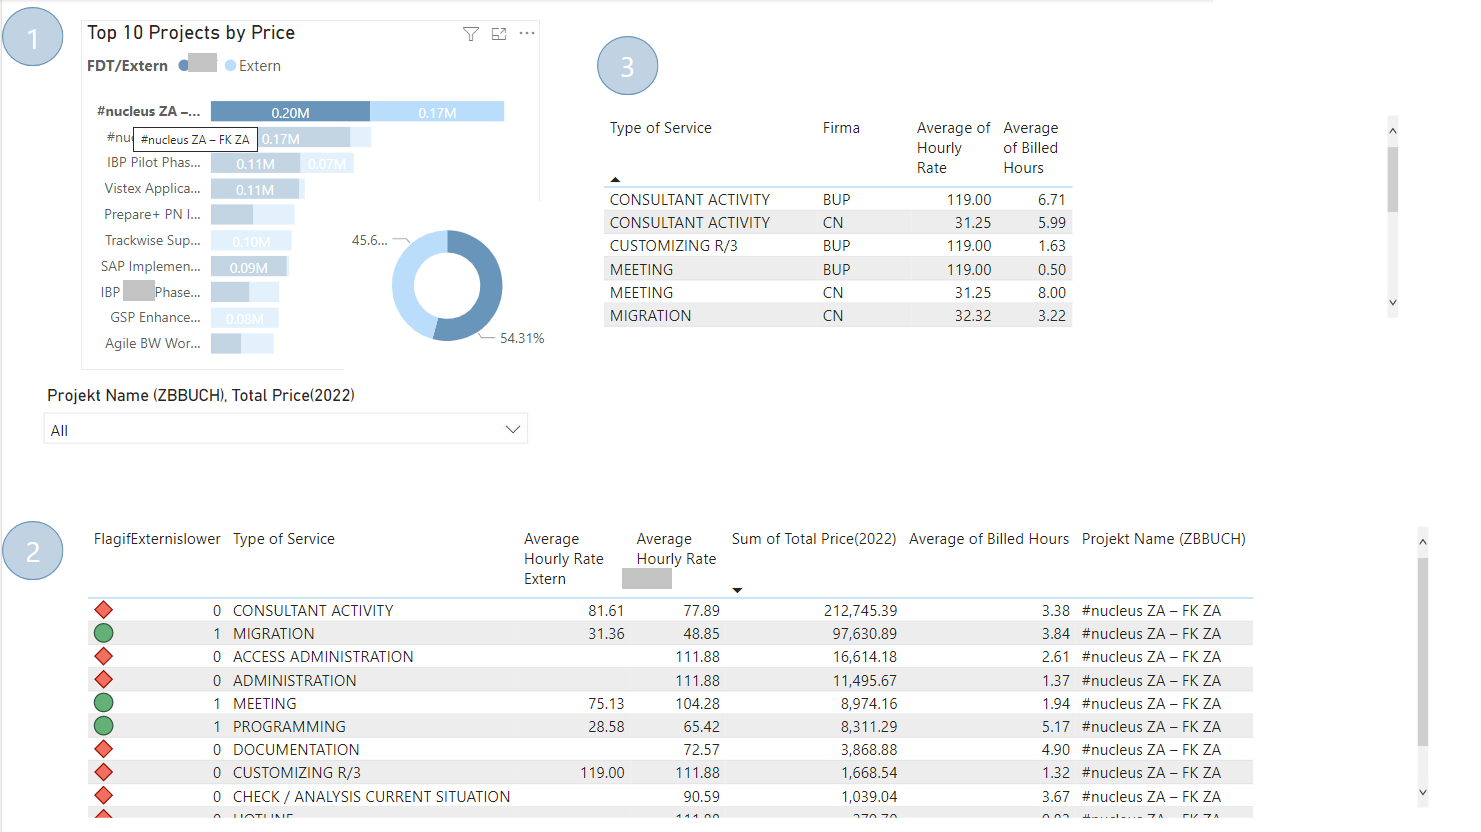 1
Top 10 Projects by Price
FDT/Extern Extern
#nucleus ZA –... 0.20M 0.17M
#nuc 0.17M
#nucleus ZA – FK ZA
IBP Pilot Phas... 0.11M 0.07M
Vistex Applica... 0.11M
Prepare+ PN I...
Trackwise Sup... 0.10M
SAP Implemen... 0.09M
IBP Phase...
GSP Enhance... 0.08M
Agile BW Wor...
45.6...
54.31%
Projekt Name (ZBBUCH), Total Price(2022)
All
3
Type of Service Firma Average of Hourly Rate Average of Billed Hours
CONSULTANT ACTIVITY BUP 119.00 6.71
CONSULTANT ACTIVITY CN 31.25 5.99
CUSTOMIZING R/3 BUP 119.00 1.63
MEETING BUP 119.00 0.50
MEETING CN 31.25 8.00
MIGRATION CN 32.32 3.22
2
FlagifExternislower Type of Service Average Hourly Rate Extern Average Hourly Rate Sum of Total Price(2022) Average of Billed Hours Projekt Name (ZBBUCH)
0 CONSULTANT ACTIVITY 81.61 77.89 212,745.39 3.38 #nucleus ZA – FK ZA
1 MIGRATION 31.36 48.85 97,630.89 3.84 #nucleus ZA – FK ZA
0 ACCESS ADMINISTRATION 111.88 16,614.18 2.61 #nucleus ZA – FK ZA
0 ADMINISTRATION 111.88 11,495.67 1.37 #nucleus ZA – FK ZA
1 MEETING 75.13 104.28 8,974.16 1.94 #nucleus ZA – FK ZA
1 PROGRAMMING 28.58 65.42 8,311.29 5.17 #nucleus ZA – FK ZA
0 DOCUMENTATION 72.57 3,868.88 4.90 #nucleus ZA – FK ZA
0 CUSTOMIZING R/3 119.00 111.88 1,668.54 1.32 #nucleus ZA – FK ZA
0 CHECK / ANALYSIS CURRENT SITUATION 90.59 1,039.04 3.67 #nucleus ZA – FK ZA